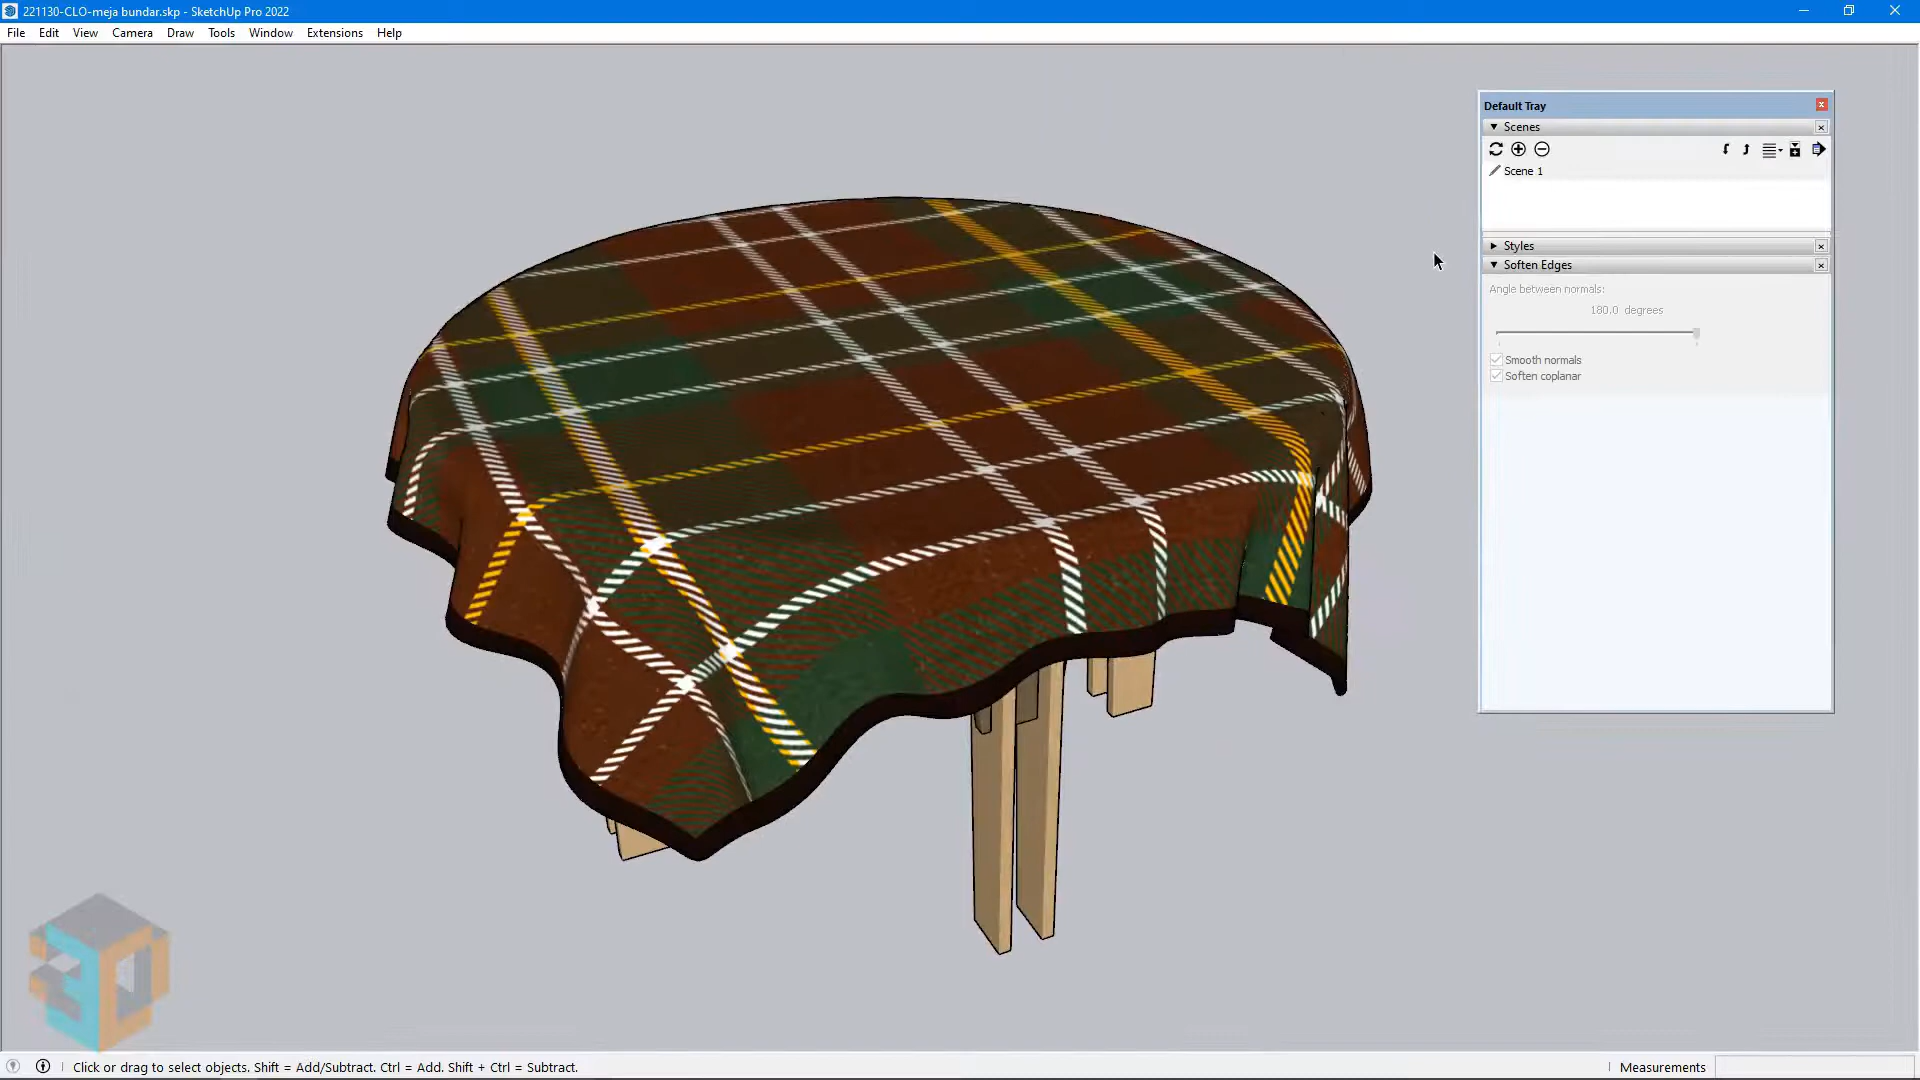 221130-CLO-meja bundar.skp - SketchUp Pro 2022
File Edit View Camera Draw Tools Window Extensions Help
Default Tray
Scenes
Scene 1
Styles
Soften Edges
Angle between normals:
180.0 degrees
Smooth normals
Soften coplanar
3D
Click or drag to select objects. Shift = Add/Subtract. Ctrl = Add. Shift + Ctrl = Subtract.
Measurements